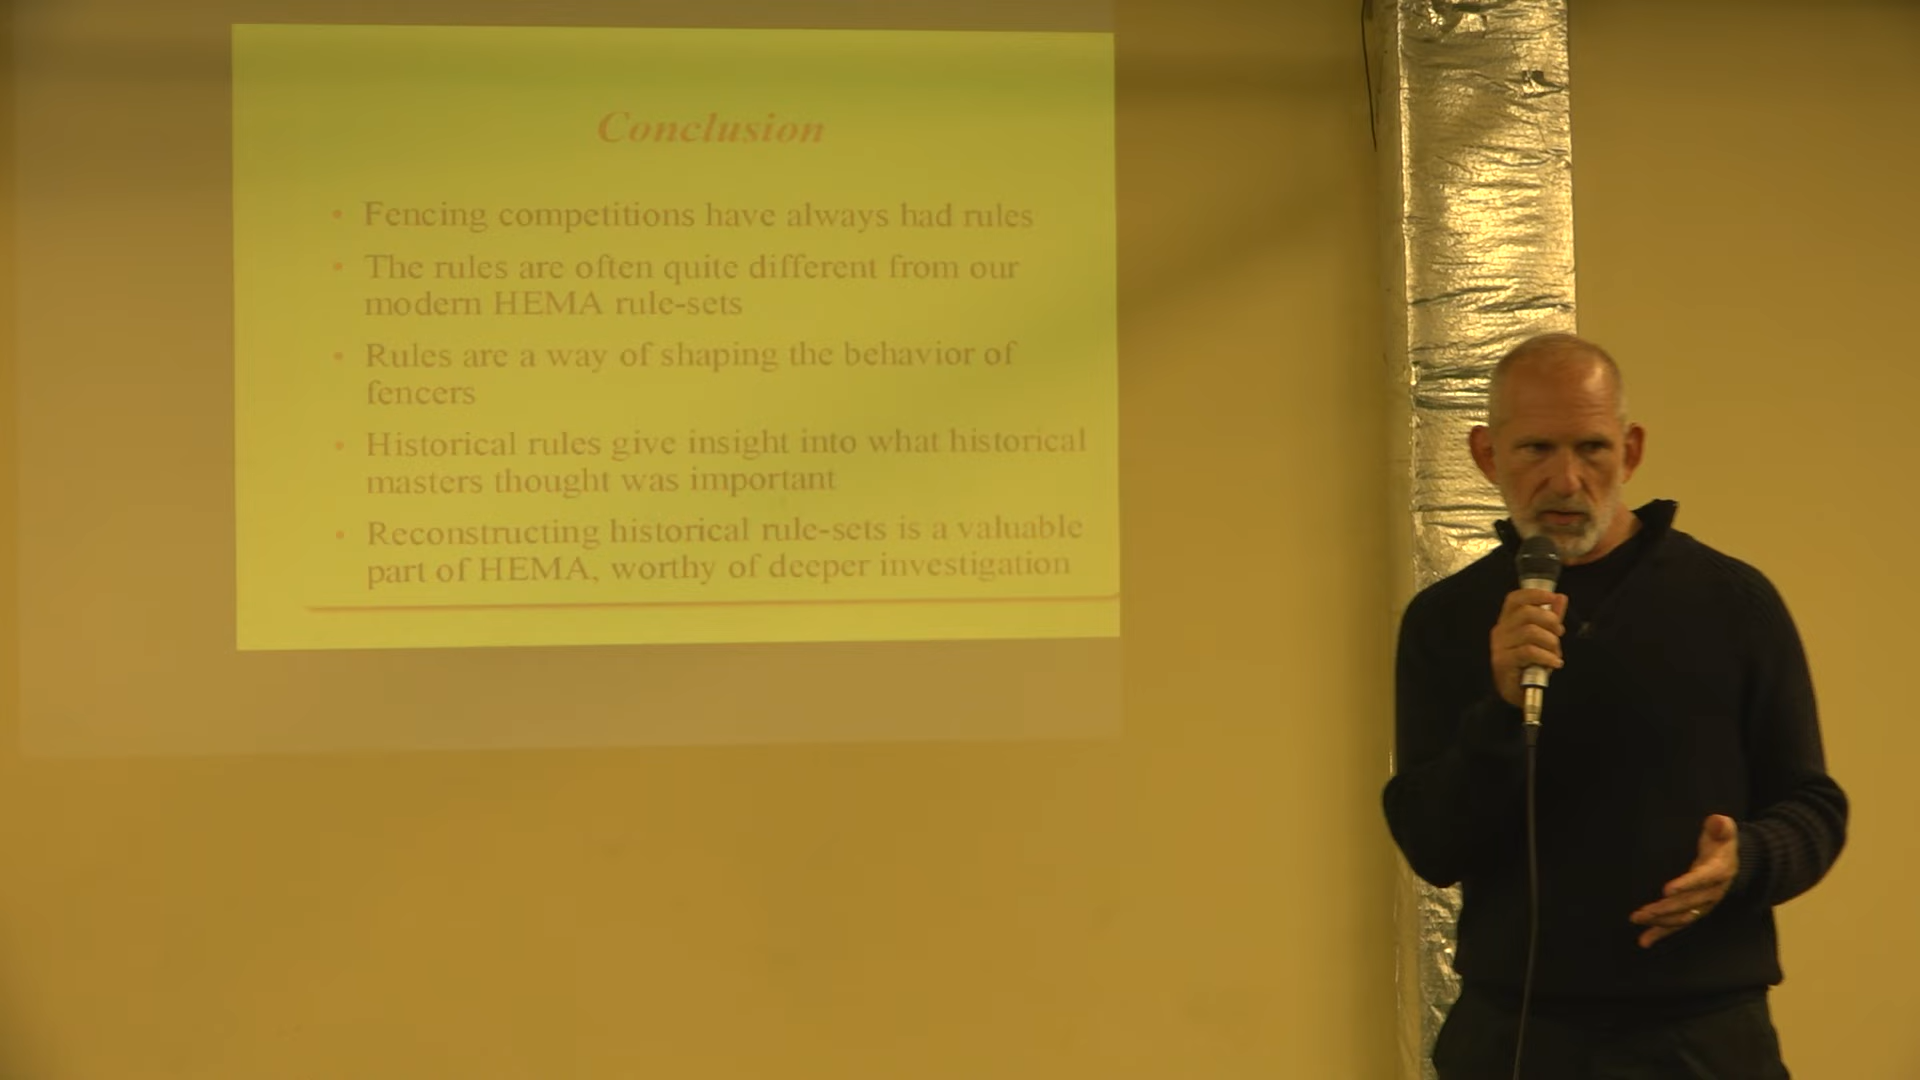 Conclusion
• Fencing competitions have always had rules
• The rules are often quite different from our
modern HEMA rule-sets
• Rules are a way of shaping the behavior of
fencers
• Historical rules give insight into what historical
masters thought was important
• Reconstructing historical rule-sets is a valuable
part of HEMA, worthy of deeper investigation